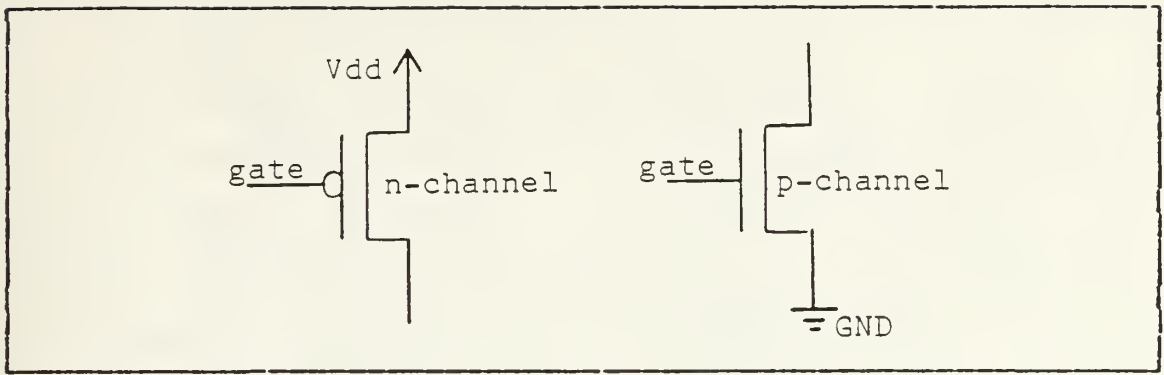 Vdd
gate
n-channel
gate
p-channel
GND